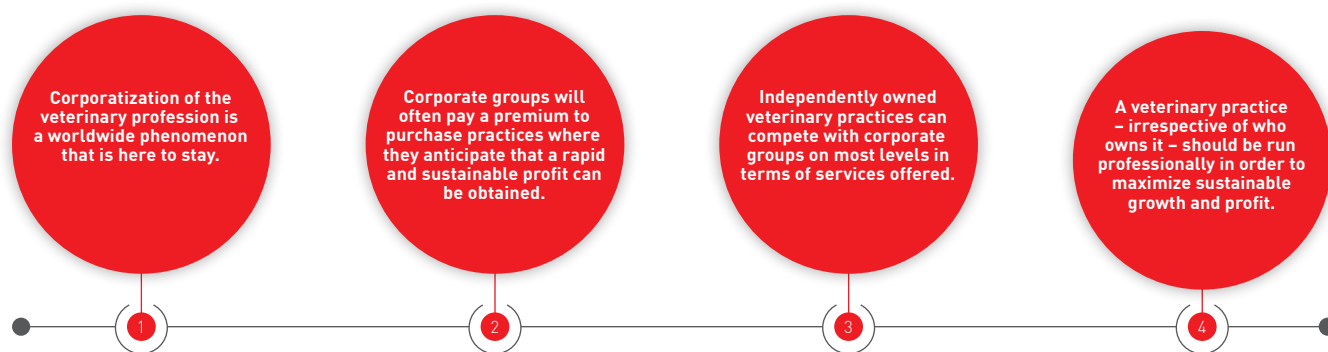 Corporatization of the
veterinary profession is
a worldwide phenomenon
that is here to stay.
Corporate groups will
often pay a premium to
purchase practices where
they anticipate that a rapid
and sustainable profit can
be obtained.
Independently owned
veterinary practices can
compete with corporate
groups on most levels in
terms of services offered.
A veterinary practice
– irrespective of who
owns it – should be run
professionally in order to
maximize sustainable
growth and profit.
1
2
3
4